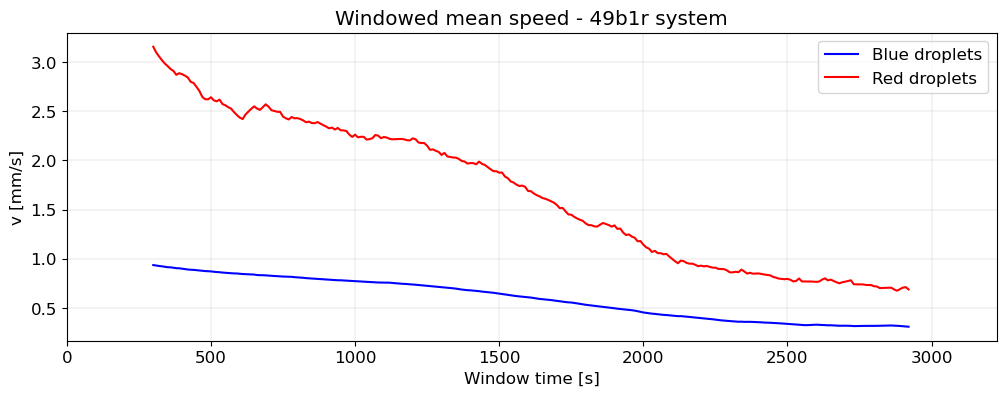 Windowed mean speed - 49b1r system
v [mm/s]
3.0
2.5
2.0
1.5
1.0
0.5
Blue droplets
Red droplets
0 500 1000 1500 2000 2500 3000
Window time [s]